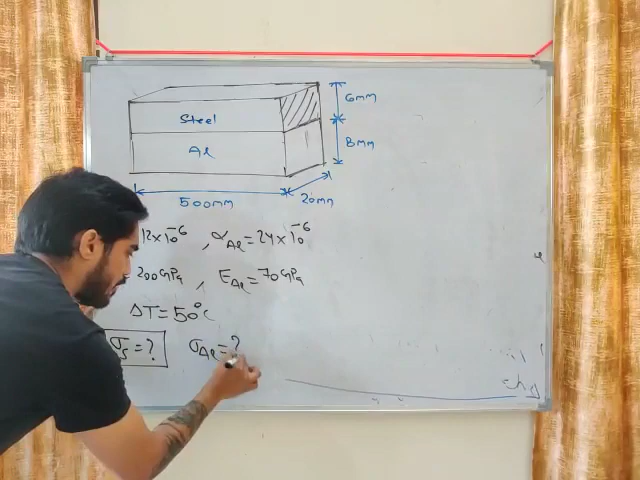 6mm
Steel
Al
8mm
500mm
20mm
12×10⁻⁶, α_Al=24×10⁻⁶
200GPa, E_Al=70GPa
ΔT=50°C
σ_s=? σ_Al=?